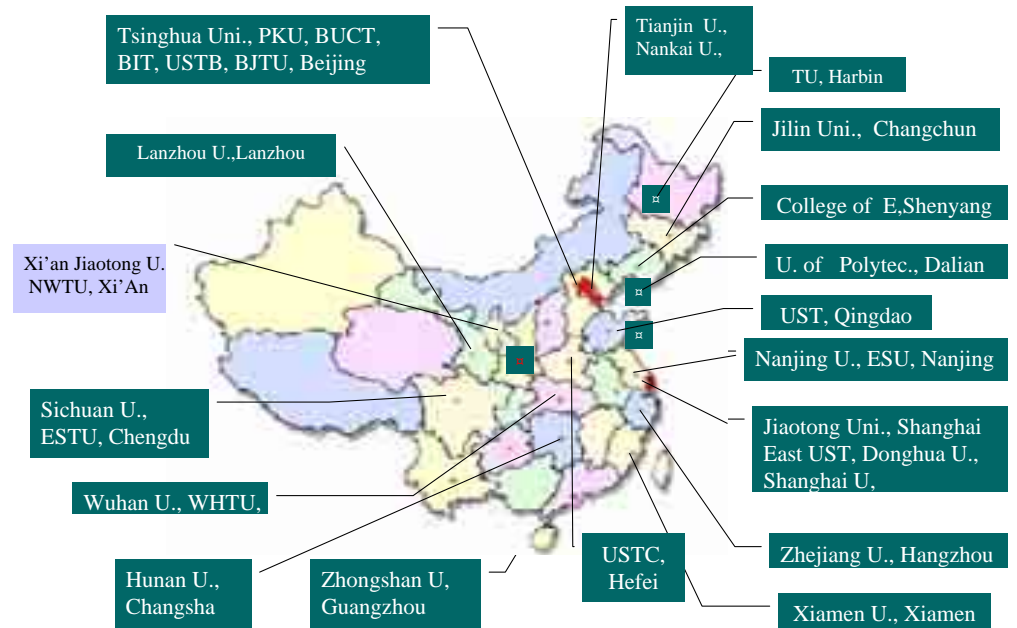 Tsinghua Uni., PKU, BUCT,
BIT, USTB, BJTU, Beijing
Tianjin U.,
Nankai U.,
TU, Harbin
Jilin Uni., Changchun
Lanzhou U.,Lanzhou
College of E,Shenyang
Xi’an Jiaotong U.
NWTU, Xi’An
U. of Polytec., Dalian
UST, Qingdao
Nanjing U., ESU, Nanjing
Sichuan U.,
ESTU, Chengdu
Jiaotong Uni., Shanghai
East UST, Donghua U.,
Shanghai U,
Wuhan U., WHTU,
Zhejiang U., Hangzhou
USTC,
Hefei
Hunan U.,
Changsha
Zhongshan U,
Guangzhou
Xiamen U., Xiamen